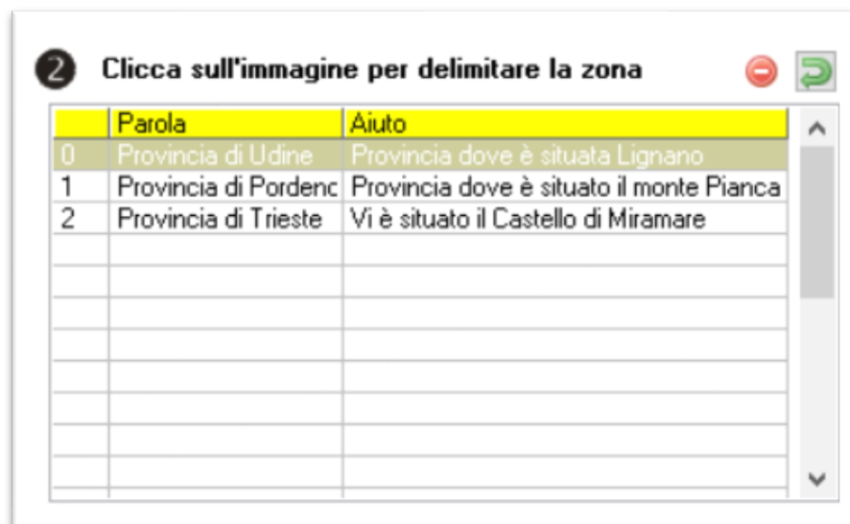 2 Clicca sull'immagine per delimitare la zona
Parola Aiuto
0 Provincia di Udine Provincia dove è situata Lignano
1 Provincia di Pordenc Provincia dove è situato il monte Pianca
2 Provincia di Trieste Vi è situato il Castello di Miramare